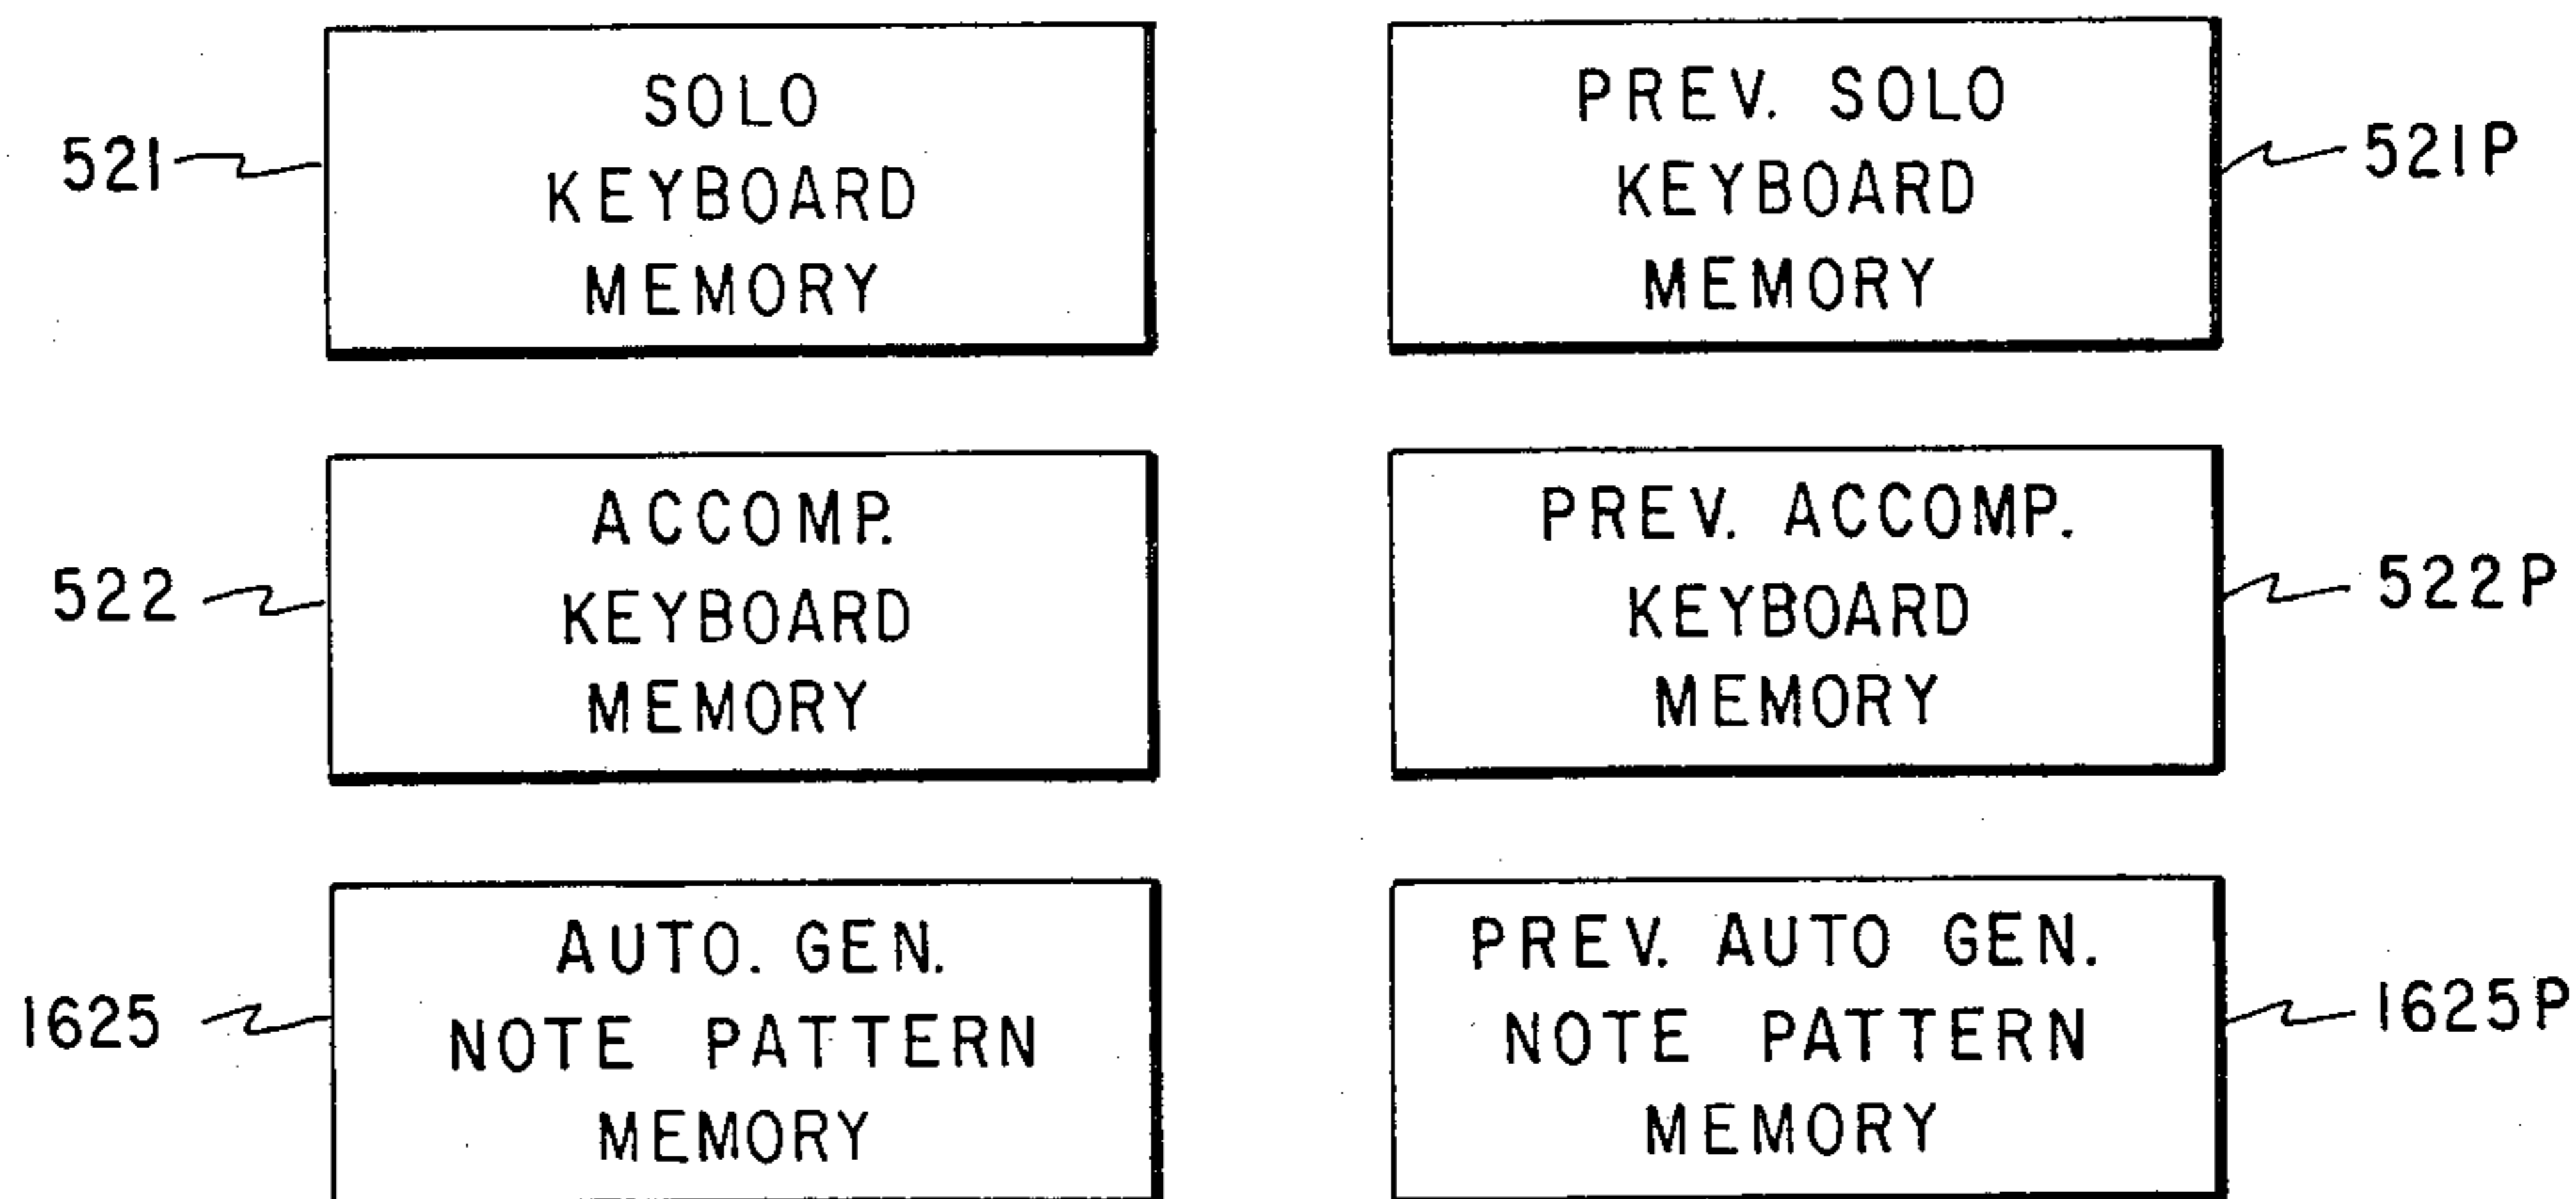 521
SOLO
KEYBOARD
MEMORY
PREV. SOLO
KEYBOARD
MEMORY
521P
522
ACCOMP.
KEYBOARD
MEMORY
PREV. ACCOMP.
KEYBOARD
MEMORY
522P
1625
AUTO. GEN.
NOTE PATTERN
MEMORY
PREV. AUTO GEN.
NOTE PATTERN
MEMORY
1625P